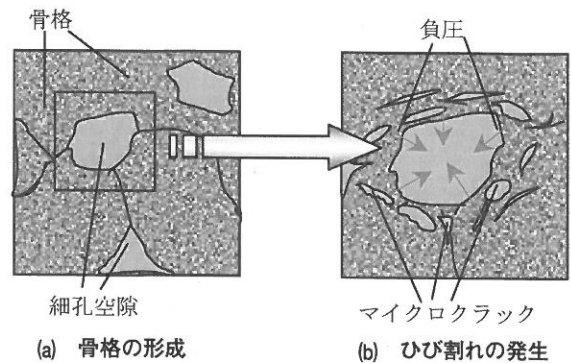 骨格
負圧
細孔空隙
マイクロクラック
(a) 骨格の形成
(b) ひび割れの発生